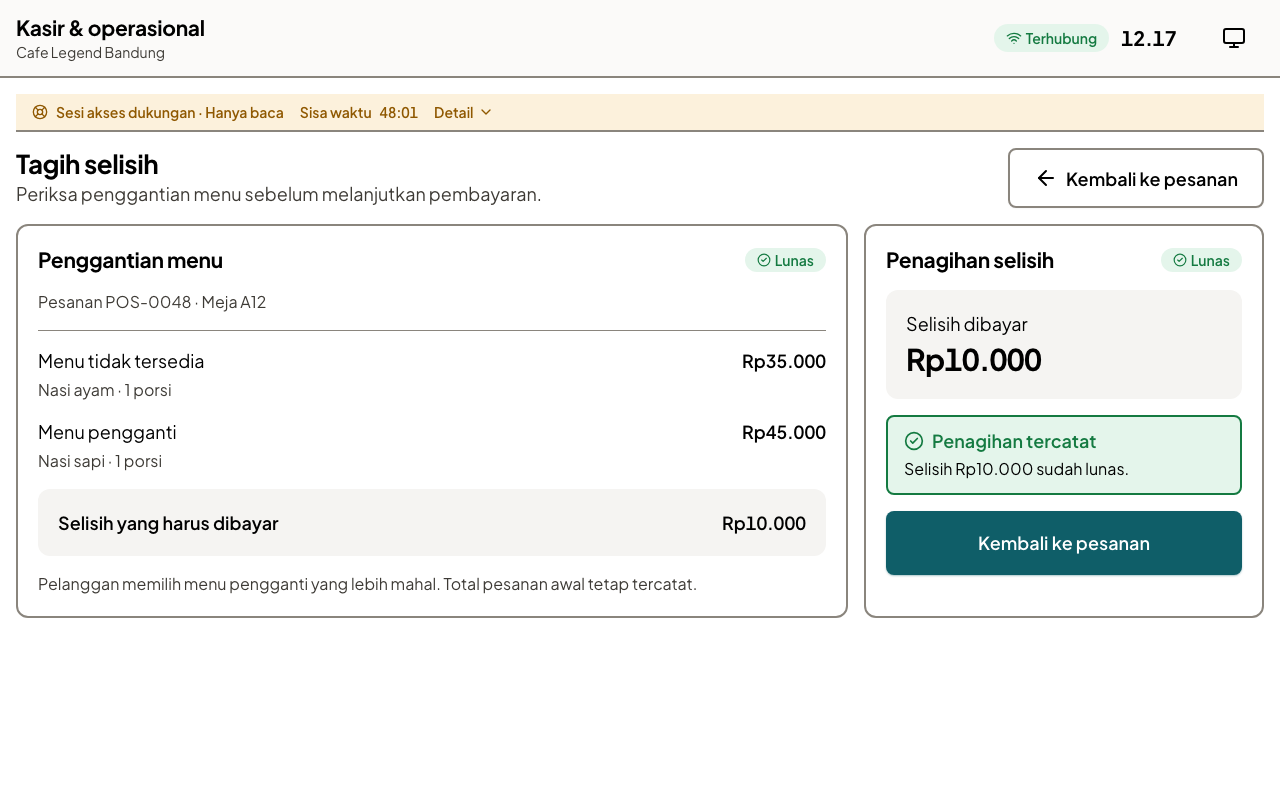 Kasir & operasional
Cafe Legend Bandung
Terhubung
12.17
Sesi akses dukungan · Hanya baca Sisa waktu 48:01 Detail
Tagih selisih
Periksa penggantian menu sebelum melanjutkan pembayaran.
Kembali ke pesanan
Penggantian menu
Lunas
Pesanan POS-0048 · Meja A12
Menu tidak tersedia Rp35.000
Nasi ayam · 1 porsi
Menu pengganti Rp45.000
Nasi sapi · 1 porsi
Selisih yang harus dibayar Rp10.000
Pelanggan memilih menu pengganti yang lebih mahal. Total pesanan awal tetap tercatat.
Penagihan selisih
Lunas
Selisih dibayar
Rp10.000
Penagihan tercatat
Selisih Rp10.000 sudah lunas.
Kembali ke pesanan